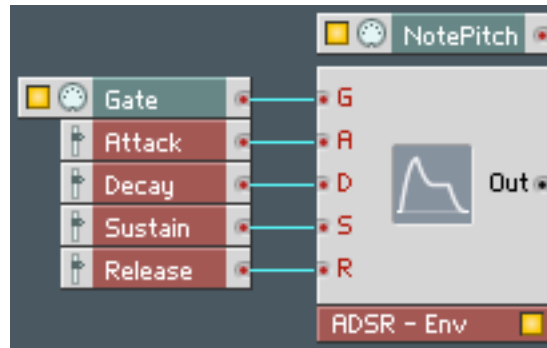 NotePitch
Gate
G
Attack
A
Decay
D
Out
Sustain
S
Release
R
ADSR - Env